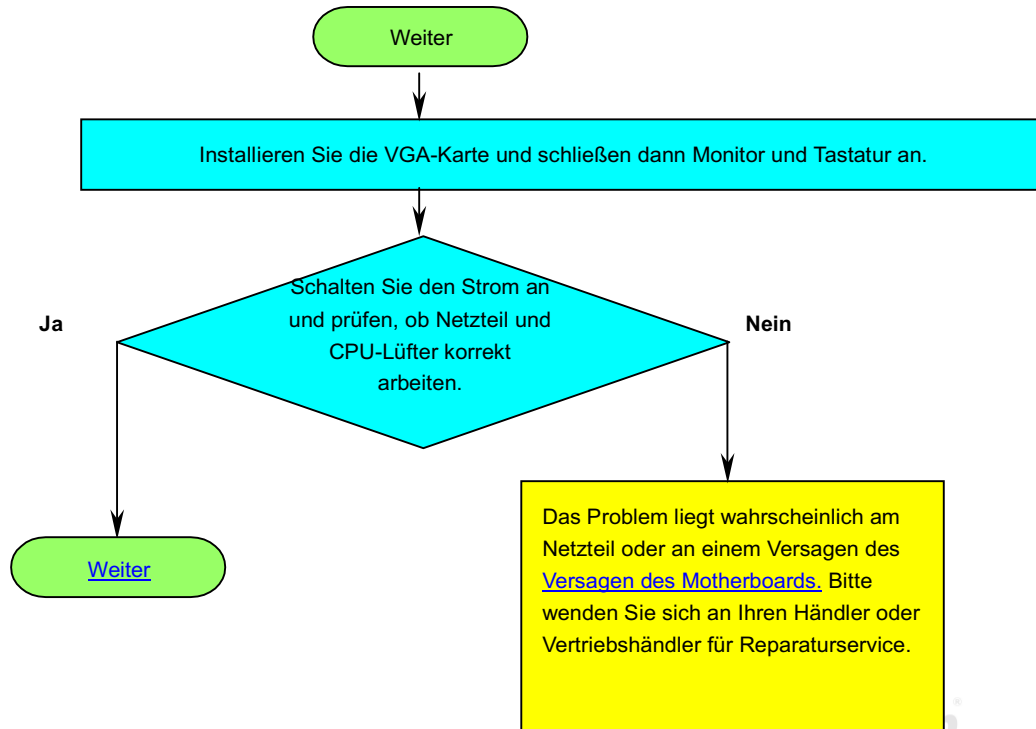 Weiter
Installieren Sie die VGA-Karte und schließen dann Monitor und Tastatur an.
Schalten Sie den Strom an
und prüfen, ob Netzteil und
CPU-Lüfter korrekt
arbeiten.
Ja
Nein
Weiter
Das Problem liegt wahrscheinlich am
Netzteil oder an einem Versagen des
Versagen des Motherboards. Bitte
wenden Sie sich an Ihren Händler oder
Vertriebshändler für Reparaturservice.